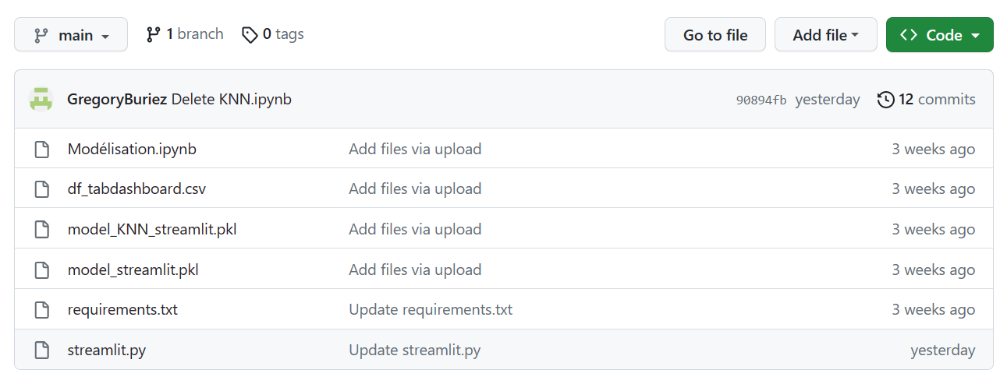 main 1 branch 0 tags Go to file Add file Code
GregoryBuriez Delete KNN.ipynb 90894fb yesterday 12 commits
Modélisation.ipynb Add files via upload 3 weeks ago
df_tabdashboard.csv Add files via upload 3 weeks ago
model_KNN_streamlit.pkl Add files via upload 3 weeks ago
model_streamlit.pkl Add files via upload 3 weeks ago
requirements.txt Update requirements.txt 3 weeks ago
streamlit.py Update streamlit.py yesterday